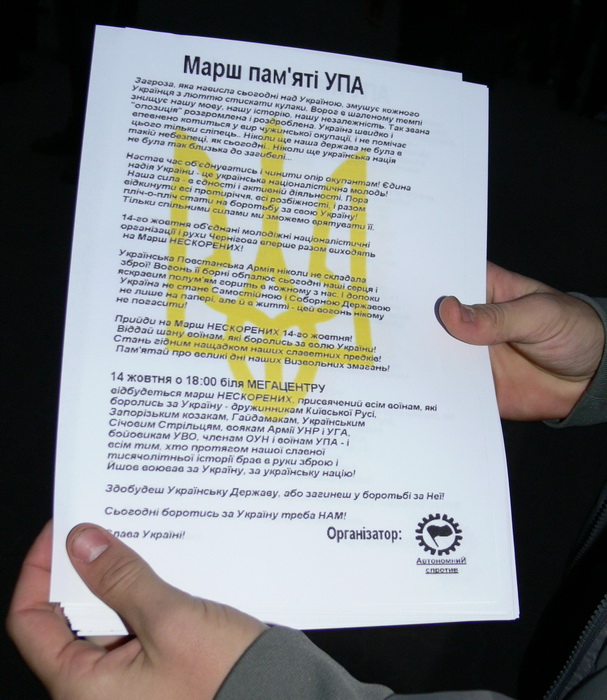 Марш пам'яті УПА
Загроза, яка нависла сьогодні над Україною, змушує кожного
Українця з люттю стискати кулаки. Ворог в шаленому темпі
знищує нашу мову, нашу історію, нашу незалежність. Так звана
"опозиція" розгромлена і роздроблена. Україна швидко і
впевнено котиться у вир чужинської окупації, і не помічає
цього тільки сліпець.. Ніколи ще наша держава не була в
такій небезпеці, як сьогодні.. Ніколи ще українська нація
не була так близька до загибелі...
Настав час об'єднуватись і чинити опір окупантам! Єдина
надія України - це українська націоналістична молодь!
Наша сила - в єдності і активній діяльності. Пора
відкинути всі протиріччя, всі розбіжності, і разом
пліч-о-пліч стати на боротьбу за свою Україну!
Тільки спільними силами ми зможемо врятувати її.
14-го жовтня об'єднані молодіжні націоналістичні
організації і рухи Чернігова вперше разом виходять
на Марш НЕСКОРЕНИХ!
Українська Повстанська Армія ніколи не складала
зброї! Вогонь її борні обпалює сьогодні наші серця і
яскравим полум'ям горить в кожному з нас. І допоки
Україна не стане Самостійною і Соборною Державою
не лише на папері, але й в житті - цей вогонь нікому
не погасити!
Прийди на Марш НЕСКОРЕНИХ 14-го жовтня!
Віддай шану воїнам, які боролись за волю України!
Стань гідним нащадком наших славетних предків!
Пам'ятай про великі дні наших Визвольних змагань!
14 жовтня о 18:00 біля МЕГАЦЕНТРУ
відбудеться марш НЕСКОРЕНИХ, присвячений всім воїнам, які
боролись за Україну - дружинникам Київської Русі,
Запорізьким козакам, Гайдамакам, Українським
Січовим Стрільцям, воякам Армії УНР і УГА,
бойовикам УВО, членам ОУН і воїнам УПА - і
всім тим, хто протягом нашої славної
тисячолітньої історії брав в руки зброю і
йшов воював за Україну, за українську націю!
Здобудеш Українську Державу, або загинеш у боротьбі за Неї!
Сьогодні боротись за Україну треба НАМ!
лава Україні!
Організатор:
Автономний
спротив